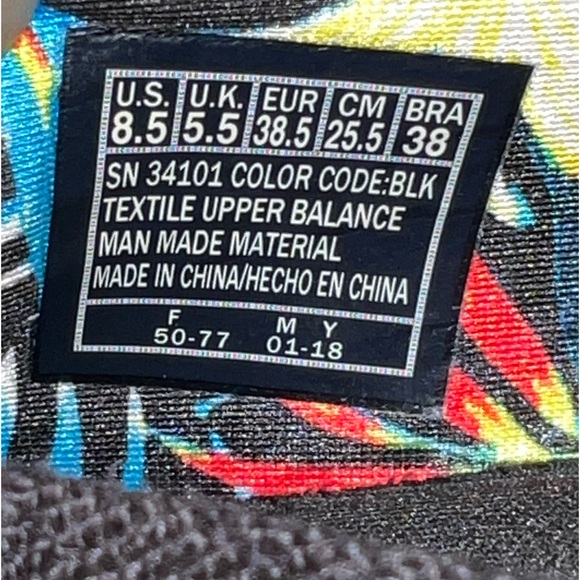 U.S. U.K. EUR CM BRA
8.5 5.5 38.5 25.5 38
SN 34101 COLOR CODE:BLK
TEXTILE UPPER BALANCE
MAN MADE MATERIAL
MADE IN CHINA/HECHO EN CHINA
F M Y
50-77 01-18